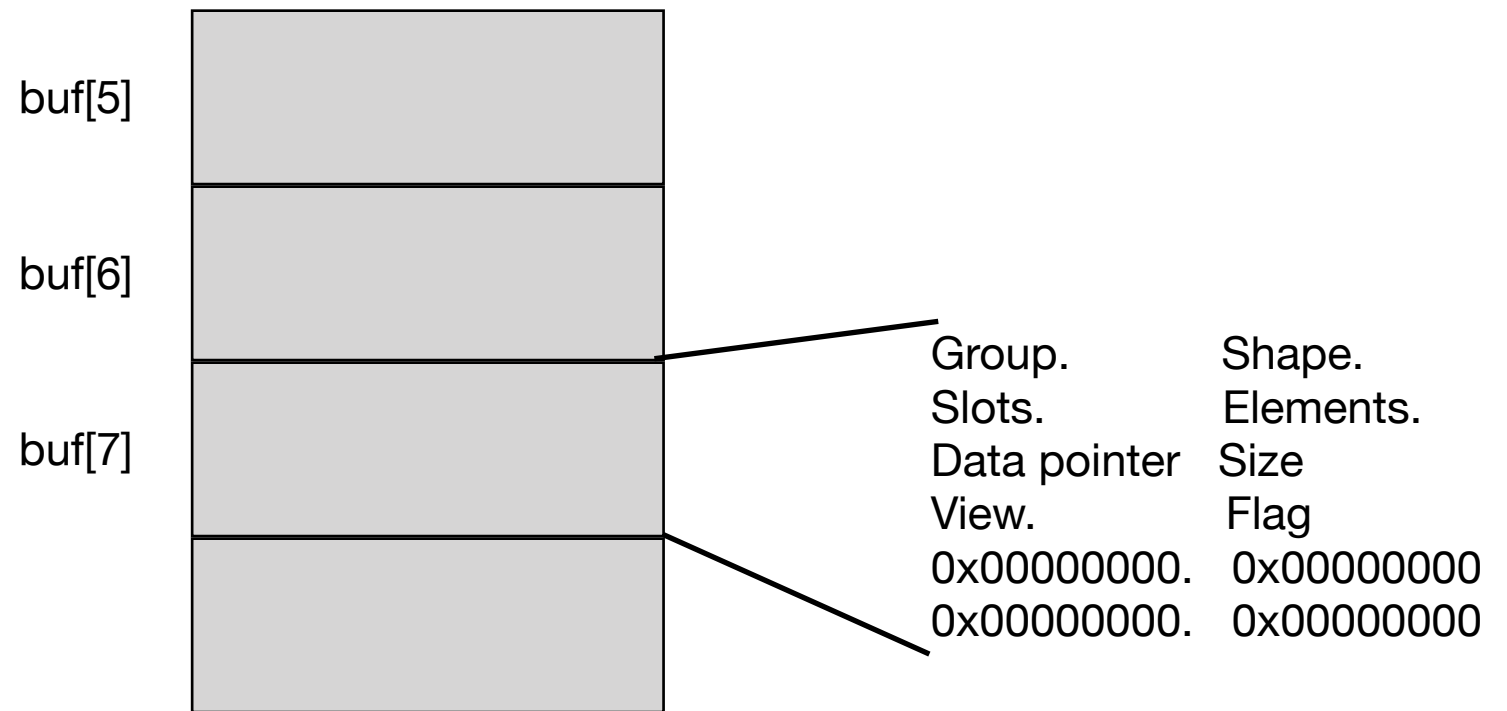 buf[5]
buf[6]
buf[7]
Group. Shape.
Slots. Elements.
Data pointer Size
View. Flag
0x00000000. 0x00000000
0x00000000. 0x00000000